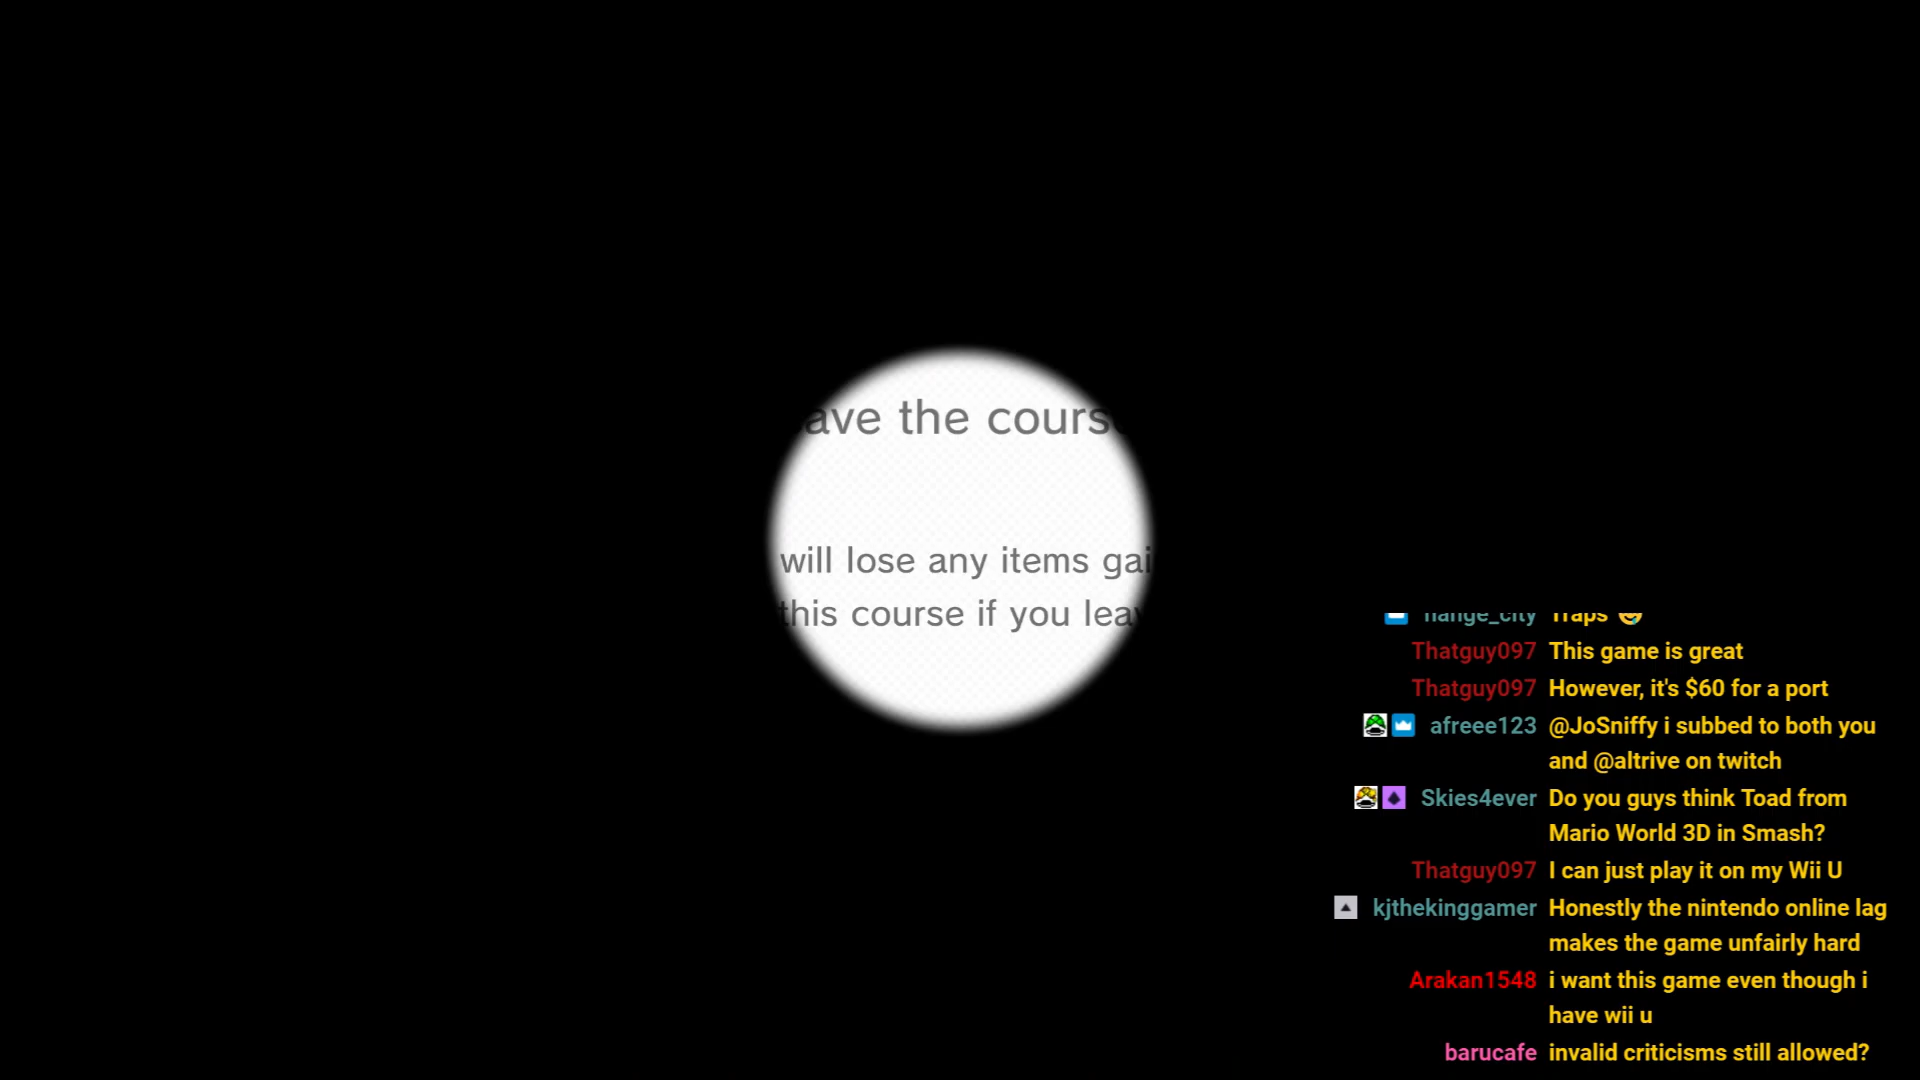 ave the cours
will lose any items gai
this course if you leav
hange_city Traps
Thatguy097 This game is great
Thatguy097 However, it's $60 for a port
afreee123 @JoSniffy i subbed to both you
and @altrive on twitch
Skies4ever Do you guys think Toad from
Mario World 3D in Smash?
Thatguy097 I can just play it on my Wii U
kjthekinggamer Honestly the nintendo online lag
makes the game unfairly hard
Arakan1548 i want this game even though i
have wii u
barucafe invalid criticisms still allowed?